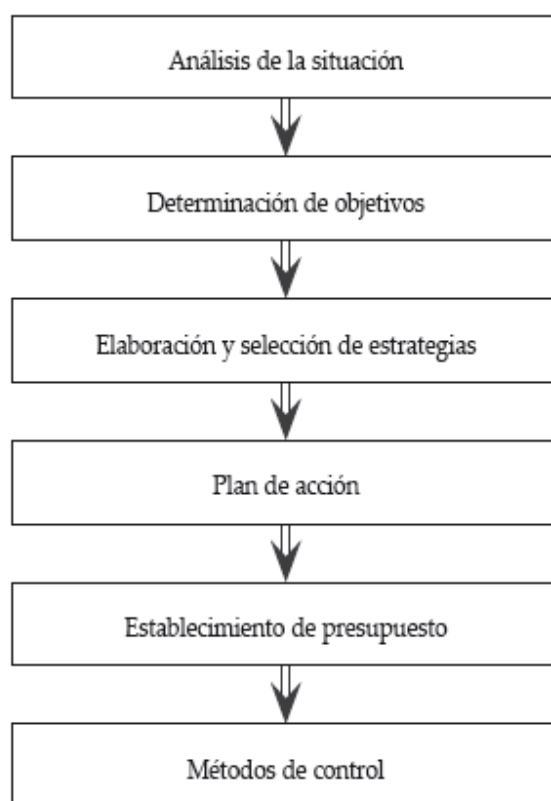 Análisis de la situación
Determinación de objetivos
Elaboración y selección de estrategias
Plan de acción
Establecimiento de presupuesto
Métodos de control